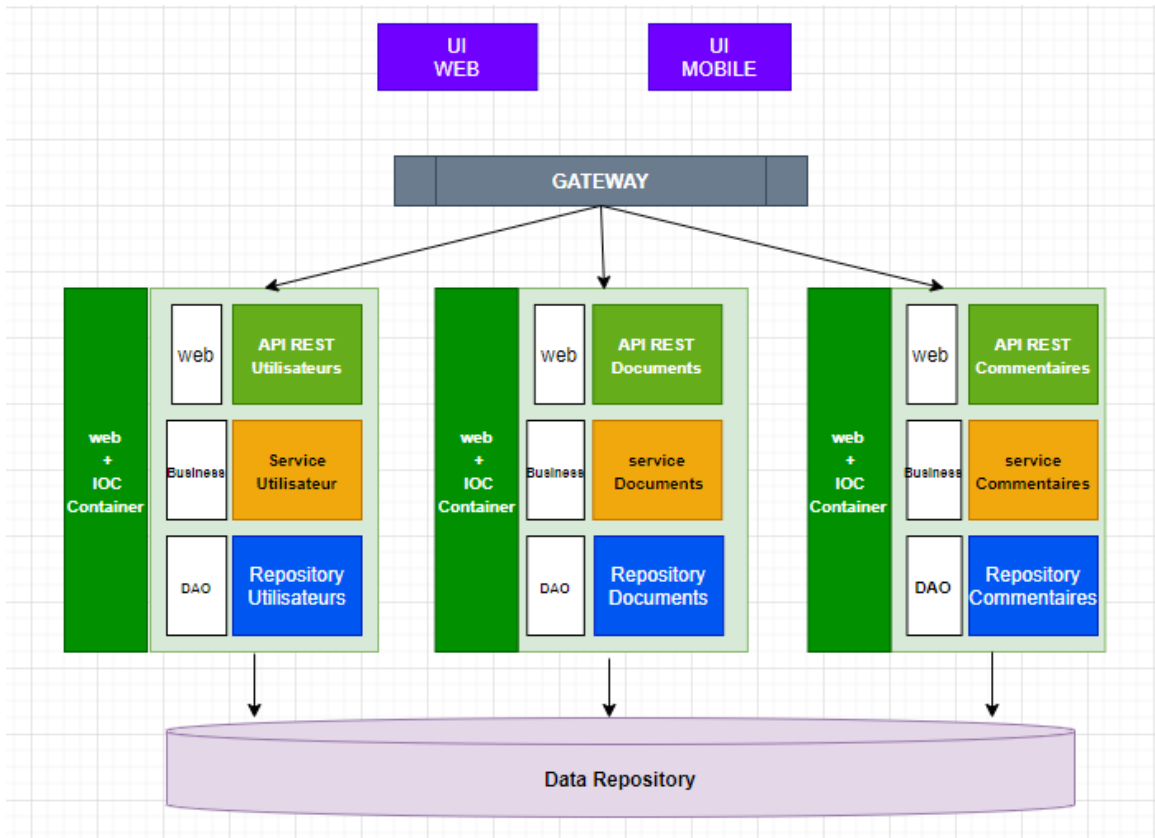 UI
WEB
UI
MOBILE
GATEWAY
web
+
IOC
Container
web
API REST
Utilisateurs
Business
Service
Utilisateur
DAO
Repository
Utilisateurs
web
+
IOC
Container
web
API REST
Documents
Business
service
Documents
DAO
Repository
Documents
web
+
IOC
Container
web
API REST
Commentaires
Business
service
Commentaires
DAO
Repository
Commentaires
Data Repository